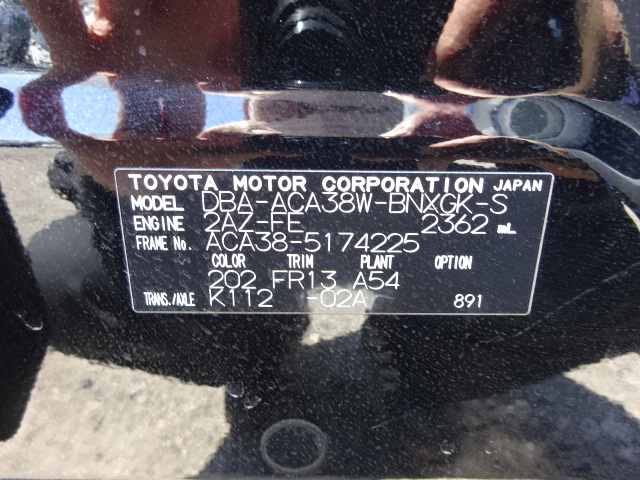 TOYOTA MOTOR CORPORATION JAPAN
MODEL DBA-ACA38W-BNXGK-S
ENGINE 2AZ-FE 2362 mL
FRAME No. ACA38-5174225
COLOR TRIM PLANT OPTION
202 FR13 A54
TRANS./AXLE K112 -02A 891